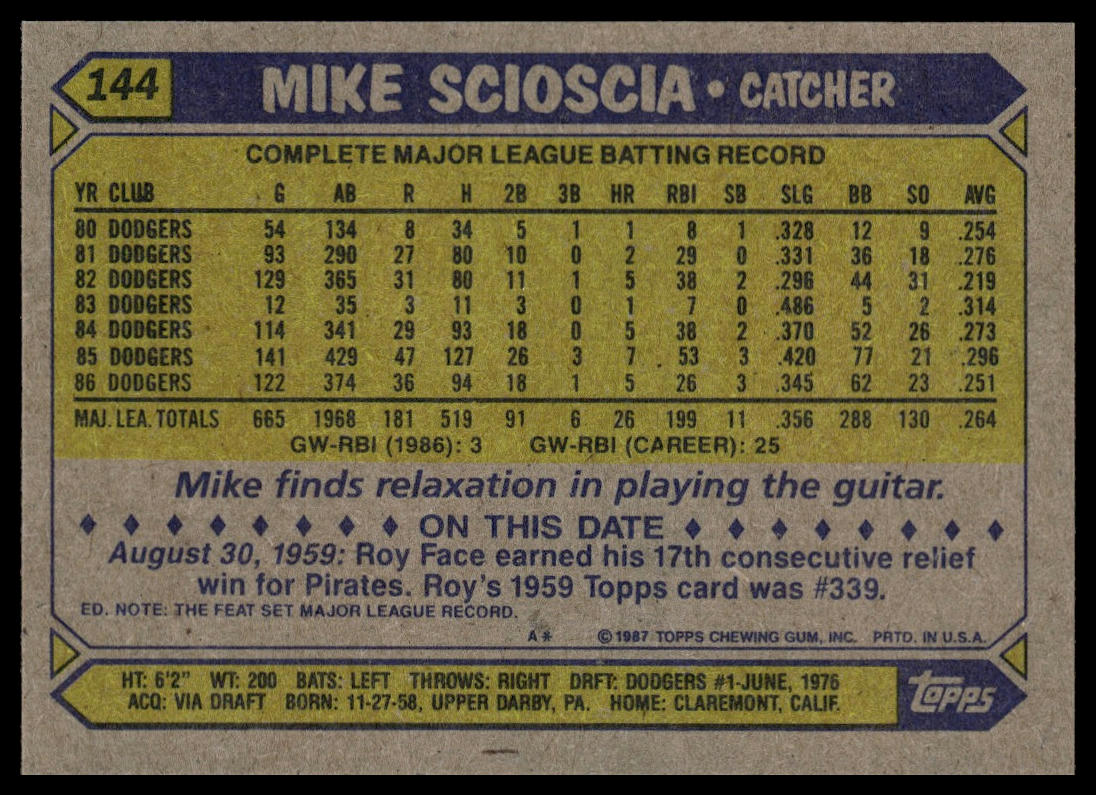 144 MIKE SCIOSCIA • CATCHER
COMPLETE MAJOR LEAGUE BATTING RECORD
YR CLUB G AB R H 2B 3B HR RBI SB SLG BB SO AVG
80 DODGERS 54 134 8 34 5 1 1 8 1 .328 12 9 .254
81 DODGERS 93 290 27 80 10 0 2 29 0 .331 36 18 .276
82 DODGERS 129 365 31 80 11 1 5 38 2 .296 44 31 .219
83 DODGERS 12 35 3 11 3 0 1 7 0 .486 5 2 .314
84 DODGERS 114 341 29 93 18 0 5 38 2 .370 52 26 .273
85 DODGERS 141 429 47 127 26 3 7 53 3 .420 77 21 .296
86 DODGERS 122 374 36 94 18 1 5 26 3 .345 62 23 .251
MAJ. LEA. TOTALS 665 1968 181 519 91 6 26 199 11 .356 288 130 .264
GW-RBI (1986): 3 GW-RBI (CAREER): 25
Mike finds relaxation in playing the guitar.
ON THIS DATE
August 30, 1959: Roy Face earned his 17th consecutive relief
win for Pirates. Roy's 1959 Topps card was #339.
ED. NOTE: THE FEAT SET MAJOR LEAGUE RECORD.
A* ©1987 TOPPS CHEWING GUM, INC. PRTD. IN U.S.A.
HT: 6'2" WT: 200 BATS: LEFT THROWS: RIGHT DRFT: DODGERS #1-JUNE, 1976
ACQ: VIA DRAFT BORN: 11-27-58, UPPER DARBY, PA. HOME: CLAREMONT, CALIF.
topps